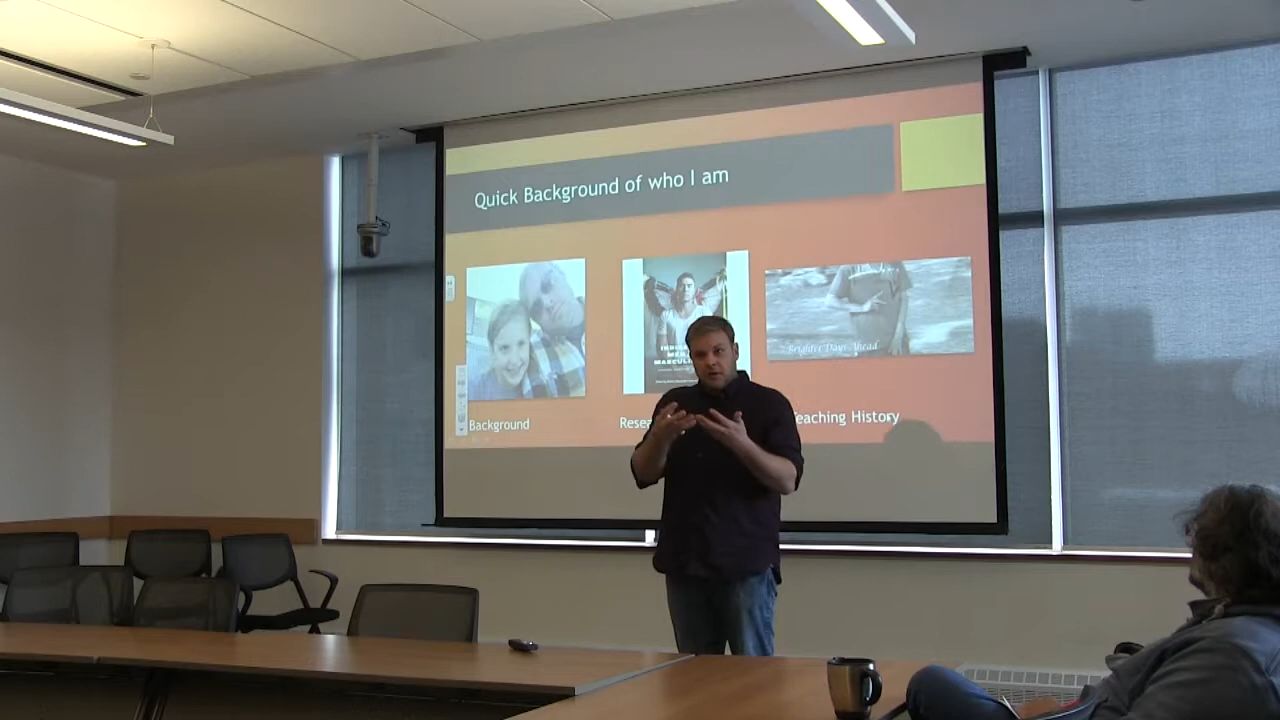 Quick Background of who I am
Brighter Days Ahead
Background
Teaching History